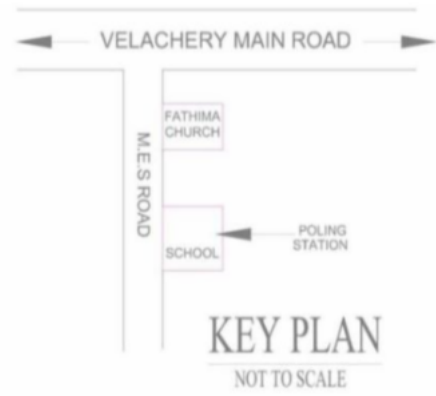 VELACHERY MAIN ROAD
FATHIMA
CHURCH
M.E.S ROAD
POLING
STATION
SCHOOL
KEY PLAN
NOT TO SCALE